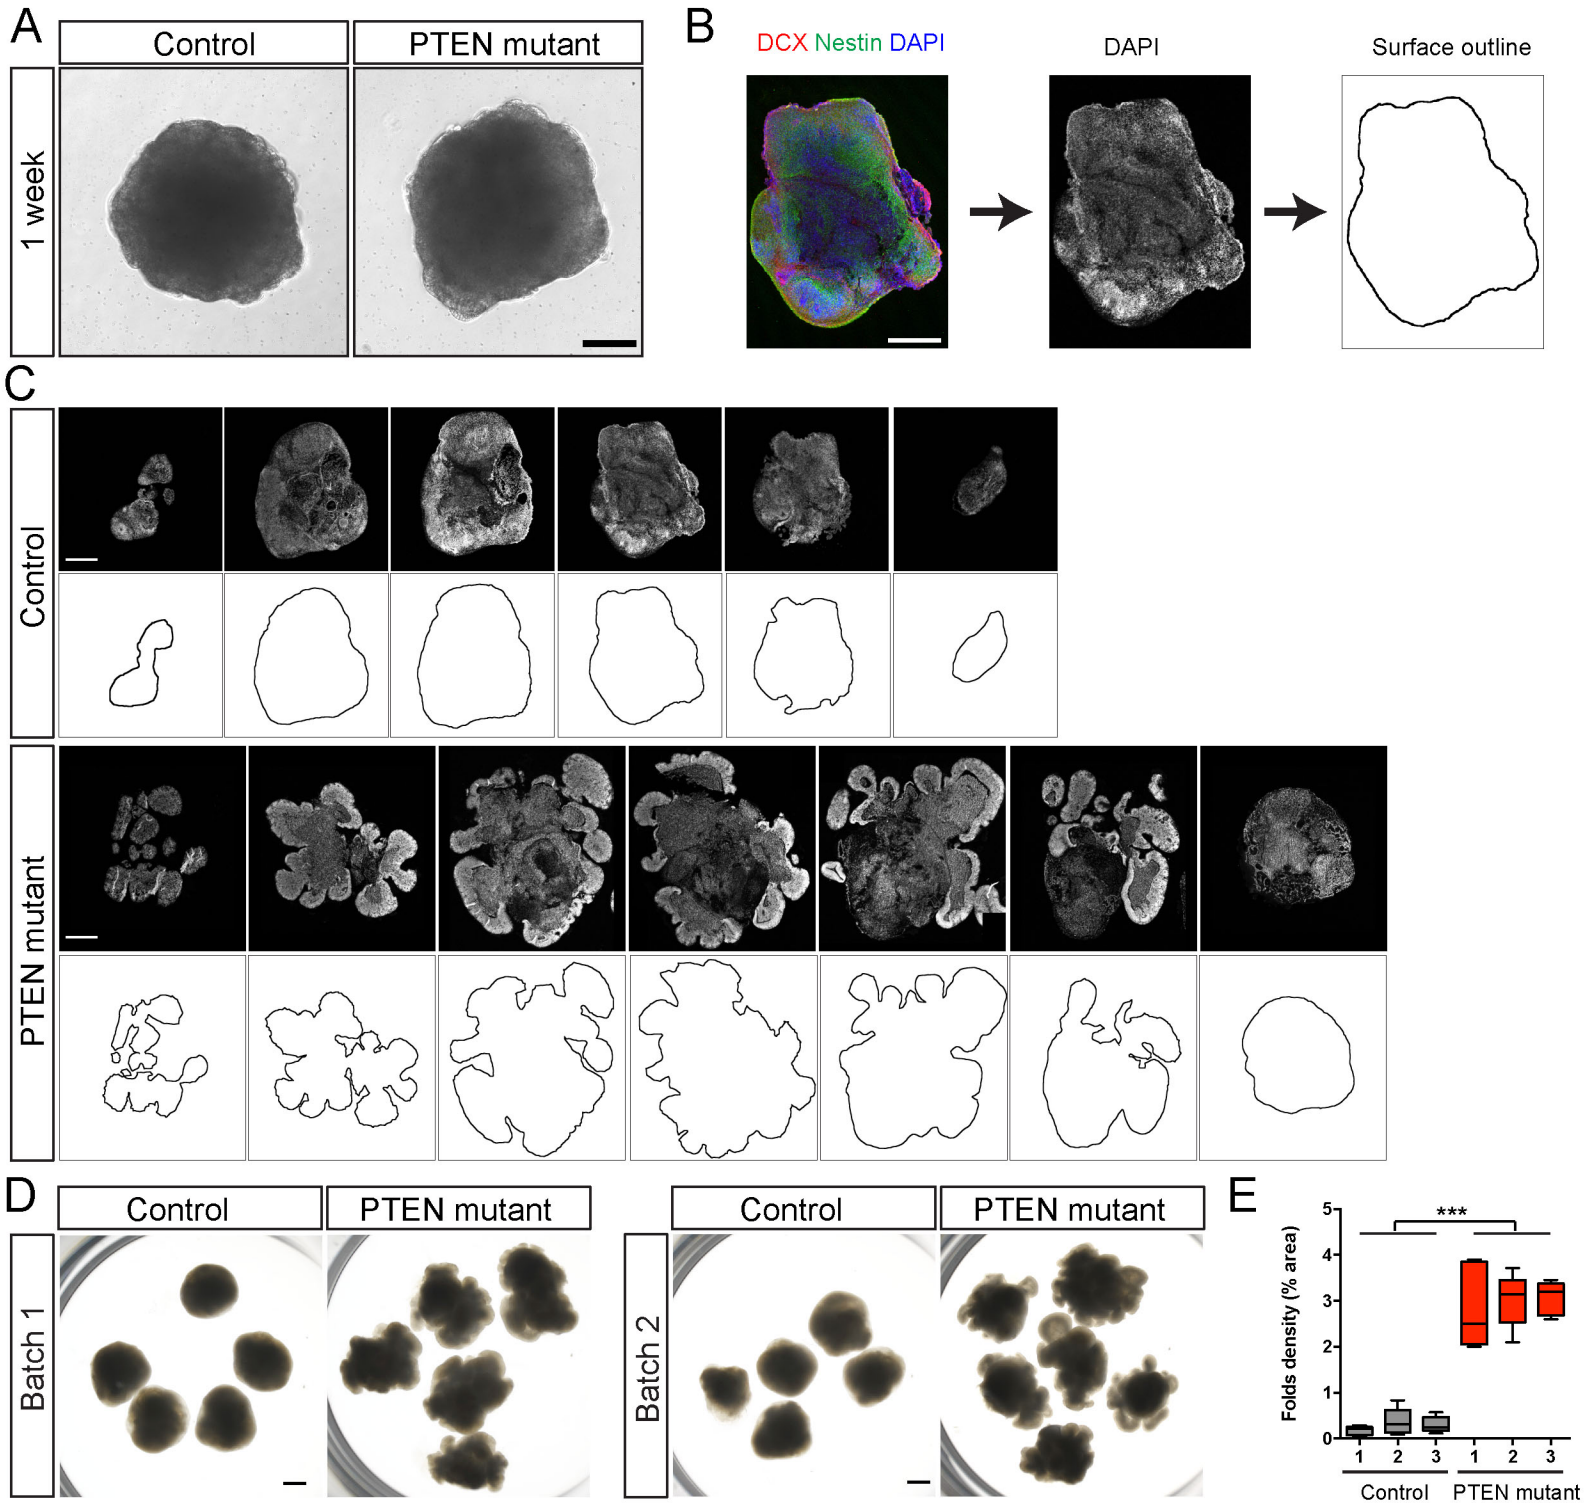 A
Control
PTEN mutant
1 week
B
DCX Nestin DAPI
DAPI
Surface outline
C
Control
PTEN mutant
D
Control
PTEN mutant
Batch 1
Control
PTEN mutant
Batch 2
E
Folds density (% area)
5
4
3
2
1
0
***
1 2 3 1 2 3
Control PTEN mutant